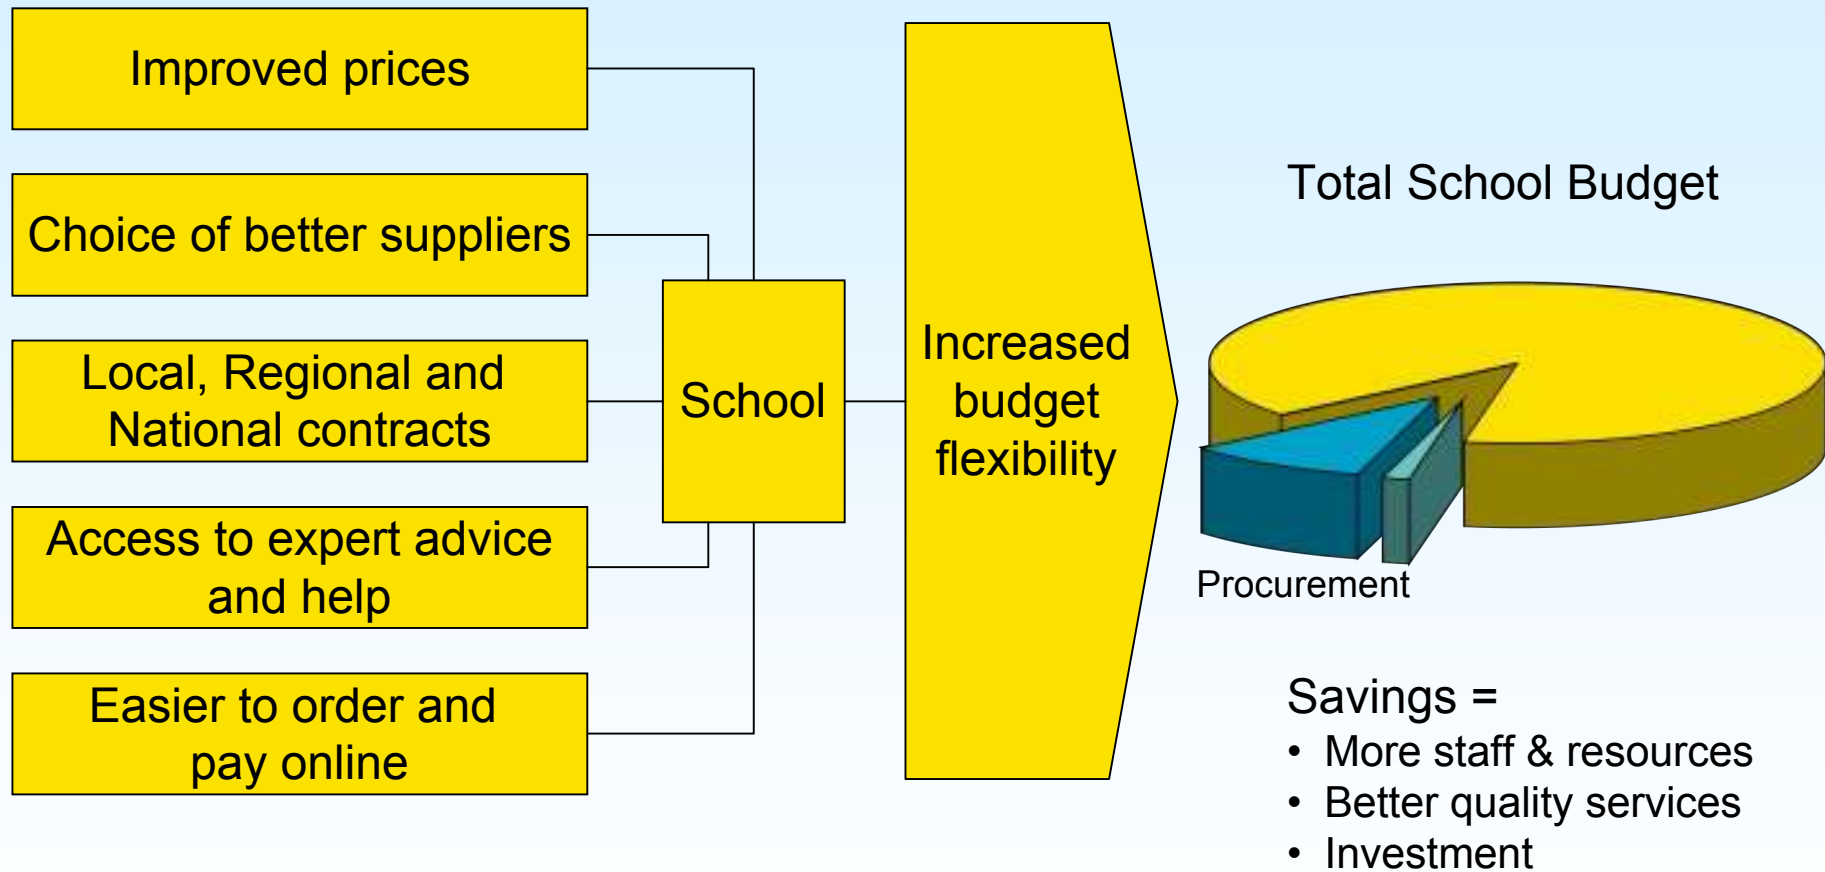 Improved prices
Choice of better suppliers
Local, Regional and
National contracts
Access to expert advice
and help
Easier to order and
pay online
School
Increased
budget
flexibility
Total School Budget
Procurement
Savings =
• More staff & resources
• Better quality services
• Investment